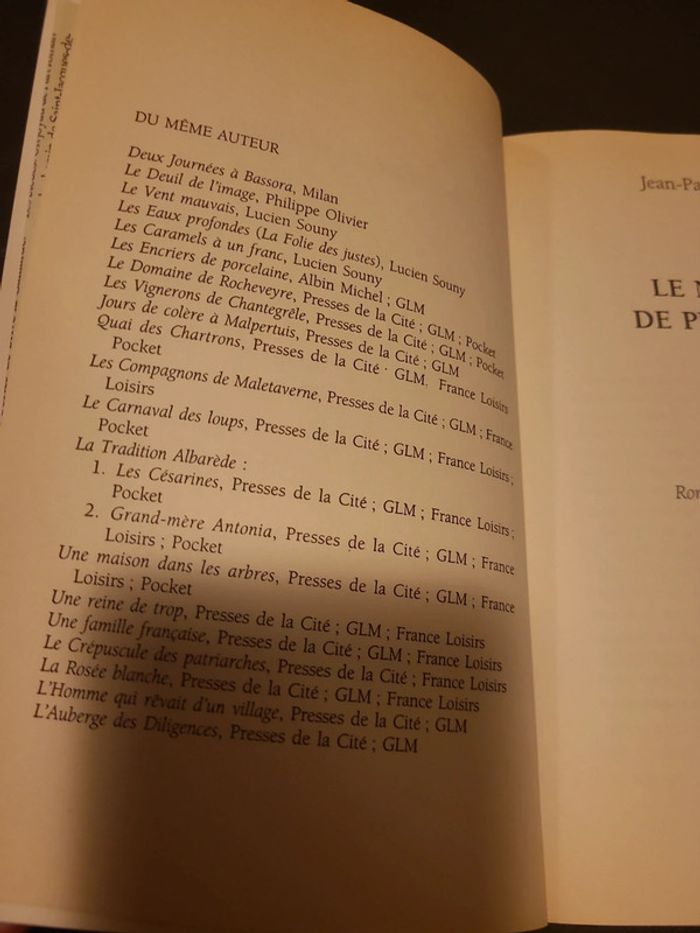 DU MÊME AUTEUR
Deux Journées à Bassora, Milan
Le Deuil de l'image, Philippe Olivier
Le Vent mauvais, Lucien Souny
Les Eaux profondes (La Folie des justes), Lucien Souny
Les Caramels à un franc, Lucien Souny
Les Encriers de porcelaine, Albin Michel ; GLM
Le Domaine de Rocheveyre, Presses de la Cité ; GLM ; Pocket
Les Vignerons de Chantegrêle, Presses de la Cité ; GLM ; Pocket
Jours de colère à Malpertuis, Presses de la Cité ; GLM
Quai des Chartrons, Presses de la Cité · GLM, France Loisirs
Pocket
Les Compagnons de Maletaverne, Presses de la Cité ; GLM ; France
Loisirs
Le Carnaval des loups, Presses de la Cité ; GLM ; France Loisirs ;
Pocket
La Tradition Albarède :
1. Les Césarines, Presses de la Cité ; GLM ; France Loisirs ;
Pocket
2. Grand-mère Antonia, Presses de la Cité ; GLM ; France
Loisirs ; Pocket
Une maison dans les arbres, Presses de la Cité ; GLM ; France
Loisirs ; Pocket
Une reine de trop, Presses de la Cité ; GLM ; France Loisirs
Une famille française, Presses de la Cité ; GLM ; France Loisirs
Le Crépuscule des patriarches, Presses de la Cité ; GLM ; France Loisirs
La Rosée blanche, Presses de la Cité ; GLM ; France Loisirs
L'Homme qui rêvait d'un village, Presses de la Cité ; GLM
L'Auberge des Diligences, Presses de la Cité ; GLM
Jean-Pa
LE
DE P
Ro